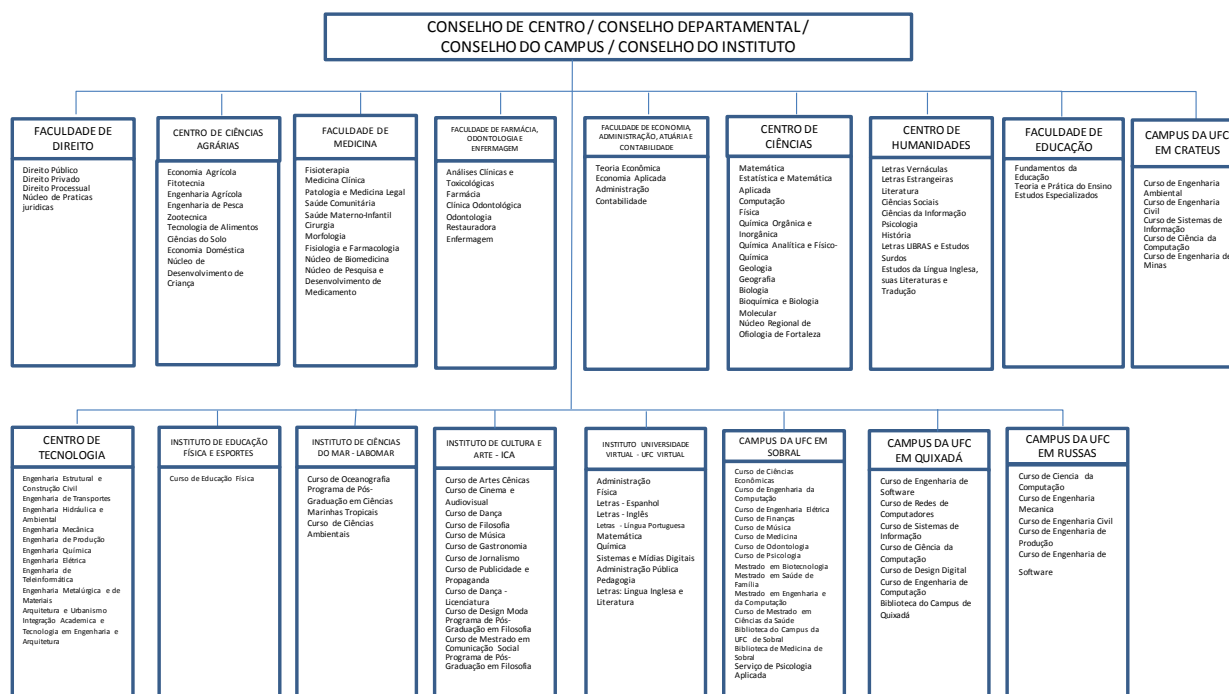 CONSELHO DE CENTRO / CONSELHO DEPARTAMENTAL /
CONSELHO DO CAMPUS / CONSELHO DO INSTITUTO
FACULDADE DE
DIREITO
Direito Público
Direito Privado
Direito Processual
Núcleo de Praticas
juridicas
CENTRO DE CIÊNCIAS
AGRÁRIAS
Economia Agrícola
Fitotecnia
Engenharia Agrícola
Engenharia de Pesca
Zootecnica
Tecnologia de Alimentos
Ciências do Solo
Economia Doméstica
Núcleo de
Desenvolvimento de
Criança
FACULDADE DE
MEDICINA
Fisioterapia
Medicina Clínica
Patologia e Medicina Legal
Saúde Comunitária
Saúde Materno-Infantil
Cirurgia
Morfologia
Fisiologia e Farmacologia
Núcleo de Biomedicina
Núcleo de Pesquisa e
Desenvolvimento de
Medicamento
FACULDADE DE FARMÁCIA,
ODONTOLOGIA E
ENFERMAGEM
Análises Clínicas e
Toxicológicas
Farmácia
Clínica Odontológica
Odontologia
Restauradora
Enfermagem
FACULDADE DE ECONOMIA,
ADMINISTRAÇÃO, ATUÁRIA E
CONTABILIDADE
Teoria Econômica
Economia Aplicada
Administração
Contabilidade
CENTRO DE
CIÊNCIAS
Matemática
Estatística e Matemática
Aplicada
Computação
Física
Química Orgânica e
Inorgânica
Química Analítica e Físico-
Química
Geologia
Geografia
Biologia
Bioquímica e Biologia
Molecular
Núcleo Regional de
Ofiologia de Fortaleza
CENTRO DE
HUMANIDADES
Letras Vernáculas
Letras Estrangeiras
Literatura
Ciências Sociais
Ciências da Informação
Psicologia
História
Letras LIBRAS e Estudos
Surdos
Estudos da Língua Inglesa,
suas Literaturas e
Tradução
FACULDADE DE
EDUCAÇÃO
Fundamentos da
Educação
Teoria e Prática do Ensino
Estudos Especializados
CAMPUS DA UFC
EM CRATEUS
Curso de Engenharia
Ambiental
Curso de Engenharia
Civil
Curso de Sistemas de
Informação
Curso de Ciência da
Computação
Curso de Engenharia de
Minas
CENTRO DE
TECNOLOGIA
Engenharia Estrutural e
Construção Civil
Engenharia de Transportes
Engenharia Hidráulica e
Ambiental
Engenharia Mecânica
Engenharia de Produção
Engenharia Química
Engenharia Elétrica
Engenharia de
Teleinformática
Engenharia Metalúrgica e de
Materiais
Arquitetura e Urbanismo
Integração Academica e
Tecnologia em Engenharia e
Arquitetura
INSTITUTO DE EDUCAÇÃO
FÍSICA E ESPORTES
Curso de Educação Física
INSTITUTO DE CIÊNCIAS
DO MAR - LABOMAR
Curso de Oceanografia
Programa de Pós-
Graduação em Ciências
Marinhas Tropicais
Curso de Ciências
Ambientais
INSTITUTO DE CULTURA E
ARTE - ICA
Curso de Artes Cênicas
Curso de Cinema e
Audiovisual
Curso de Dança
Curso de Filosofia
Curso de Música
Curso de Gastronomia
Curso de Jornalismo
Curso de Publicidade e
Propaganda
Curso de Dança -
Licenciatura
Curso de Design Moda
Programa de Pós-
Graduação em Filosofia
Curso de Mestrado em
Comunicação Social
Programa de Pós-
Graduação em Filosofia
INSTITUTO UNIVERSIDADE
VIRTUAL - UFC VIRTUAL
Administração
Física
Letras - Espanhol
Letras - Inglês
Letras - Língua Portuguesa
Matemática
Química
Sistemas e Mídias Digitais
Administração Pública
Pedagogia
Letras: Lingua Inglesa e
Literatura
CAMPUS DA UFC EM
SOBRAL
Curso de Ciências
Econômicas
Curso de Engenharia da
Computação
Curso de Engenharia Elétrica
Curso de Finanças
Curso de Música
Curso de Medicina
Curso de Odontologia
Curso de Psicologia
Mestrado em Biotecnologia
Mestrado em Saúde de
Família
Mestrado em Engenharia e
da Computação
Curso de Mestrado em
Ciências da Saúde
Biblioteca do Campus da
UFC de Sobral
Biblioteca de Medicina de
Sobral
Serviço de Psicologia
Aplicada
CAMPUS DA UFC
EM QUIXADÁ
Curso de Engenharia de
Software
Curso de Redes de
Computadores
Curso de Sistemas de
Informação
Curso de Ciência da
Computação
Curso de Design Digital
Curso de Engenharia de
Computação
Biblioteca do Campus de
Quixadá
CAMPUS DA UFC
EM RUSSAS
Curso de Ciencia da
Computação
Curso de Engenharia
Mecanica
Curso de Engenharia Civil
Curso de Engenharia de
Produção
Curso de Engenharia de
Software